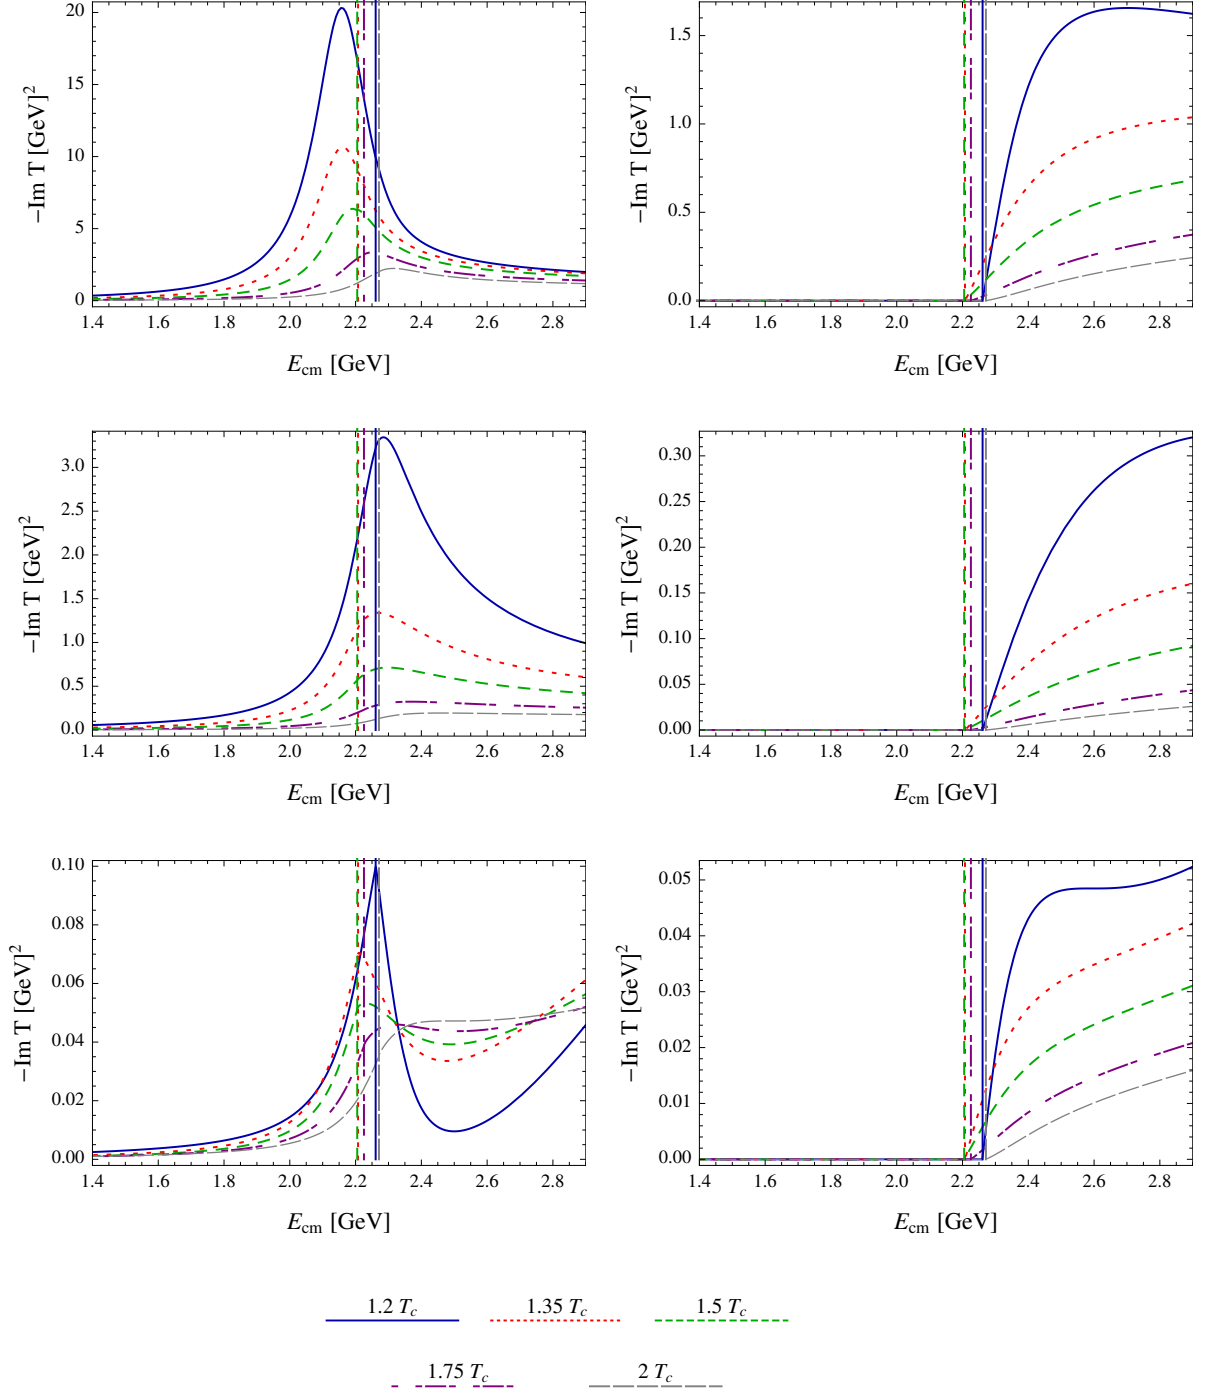 20
15
10
5
0
1.4 1.6 1.8 2.0 2.2 2.4 2.6 2.8
−Im T [GeV]²
E_cm [GeV]
1.5
1.0
0.5
0.0
1.4 1.6 1.8 2.0 2.2 2.4 2.6 2.8
−Im T [GeV]²
E_cm [GeV]
3.0
2.5
2.0
1.5
1.0
0.5
0.0
1.4 1.6 1.8 2.0 2.2 2.4 2.6 2.8
−Im T [GeV]²
E_cm [GeV]
0.30
0.25
0.20
0.15
0.10
0.05
0.00
1.4 1.6 1.8 2.0 2.2 2.4 2.6 2.8
−Im T [GeV]²
E_cm [GeV]
0.10
0.08
0.06
0.04
0.02
0.00
1.4 1.6 1.8 2.0 2.2 2.4 2.6 2.8
−Im T [GeV]²
E_cm [GeV]
0.05
0.04
0.03
0.02
0.01
0.00
1.4 1.6 1.8 2.0 2.2 2.4 2.6 2.8
−Im T [GeV]²
E_cm [GeV]
1.2 T_c 1.35 T_c 1.5 T_c
1.75 T_c 2 T_c